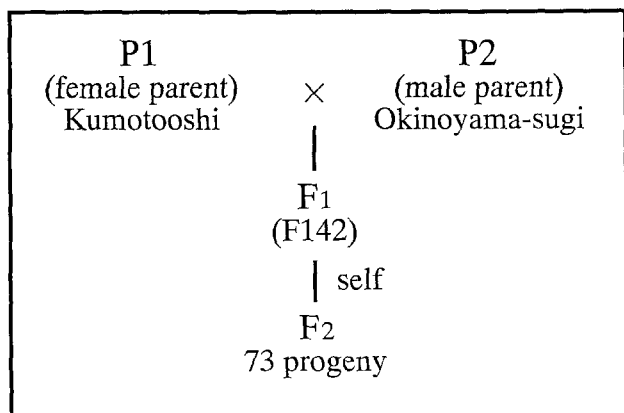 P1 P2
(female parent) × (male parent)
Kumotooshi Okinoyama-sugi
F1
(F142)
self
F2
73 progeny